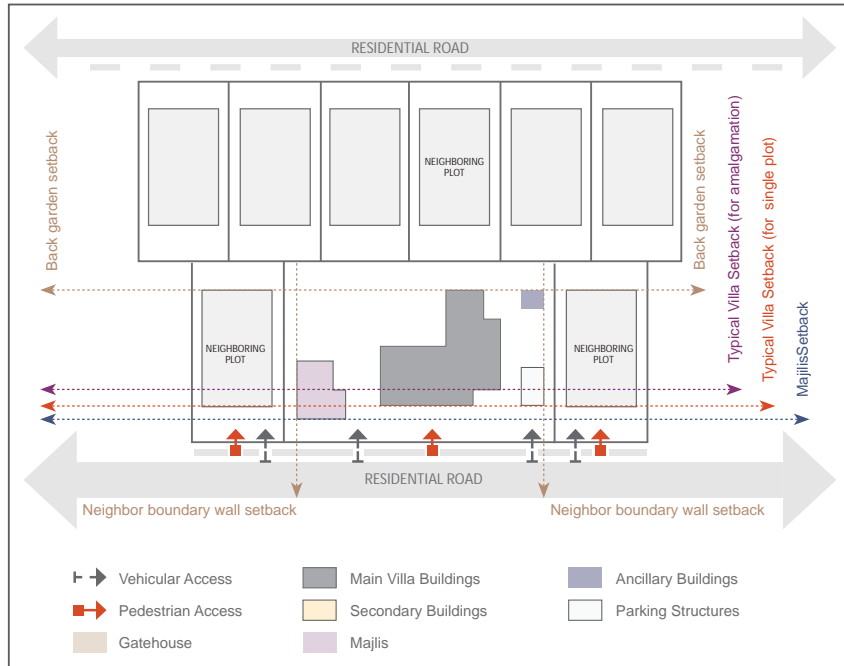 RESIDENTIAL ROAD
Back garden setback
NEIGHBORING
PLOT
Back garden setback
Typical Villa Setback (for amalgamation)
Typical Villa Setback (for single plot)
MajilisSetback
NEIGHBORING
PLOT
NEIGHBORING
PLOT
RESIDENTIAL ROAD
Neighbor boundary wall setback
Neighbor boundary wall setback
Vehicular Access
Main Villa Buildings
Ancillary Buildings
Pedestrian Access
Secondary Buildings
Parking Structures
Gatehouse
Majlis